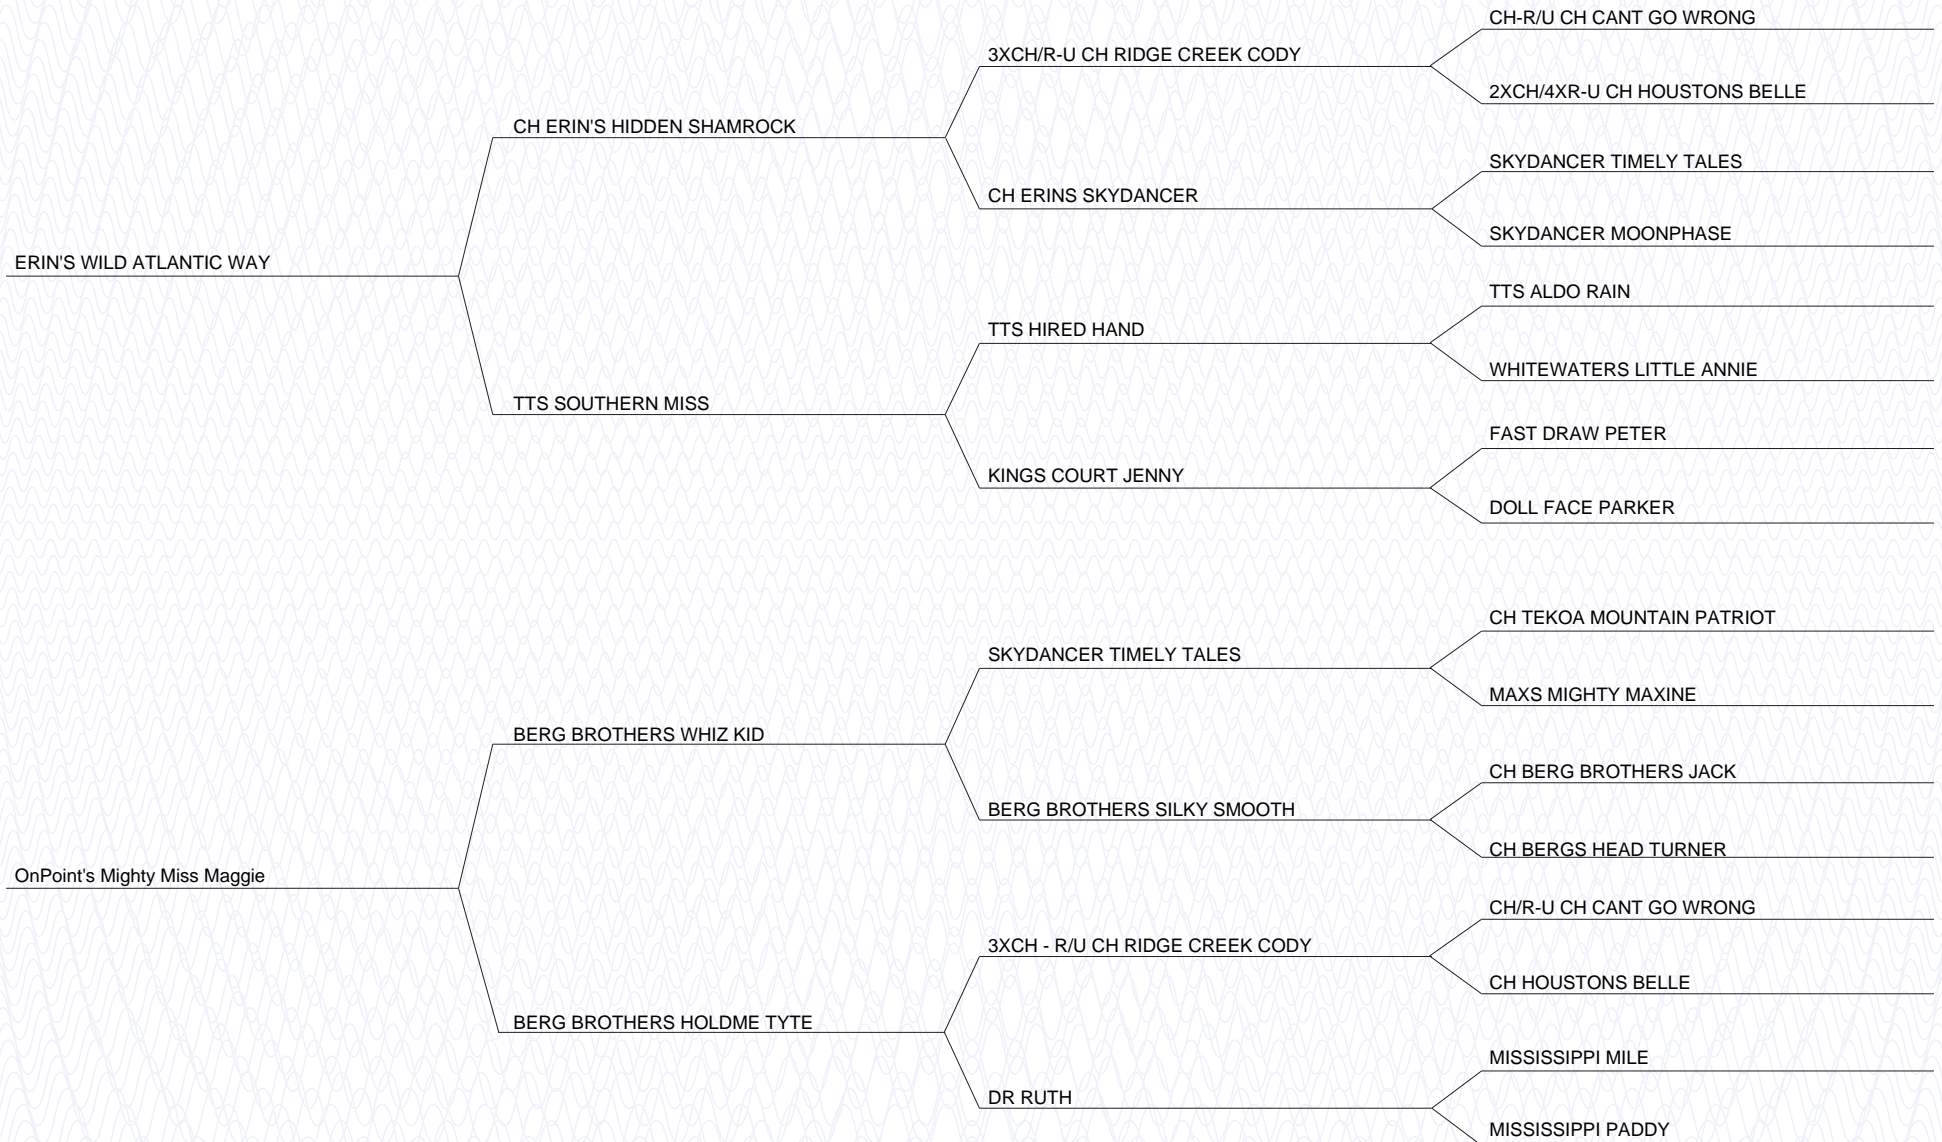 CH-R/U CH CANT GO WRONG
3XCH/R-U CH RIDGE CREEK CODY
2XCH/4XR-U CH HOUSTONS BELLE
CH ERIN'S HIDDEN SHAMROCK
SKYDANCER TIMELY TALES
CH ERINS SKYDANCER
SKYDANCER MOONPHASE
ERIN'S WILD ATLANTIC WAY
TTS ALDO RAIN
TTS HIRED HAND
WHITEWATERS LITTLE ANNIE
TTS SOUTHERN MISS
FAST DRAW PETER
KINGS COURT JENNY
DOLL FACE PARKER
CH TEKOA MOUNTAIN PATRIOT
SKYDANCER TIMELY TALES
MAXS MIGHTY MAXINE
BERG BROTHERS WHIZ KID
CH BERG BROTHERS JACK
BERG BROTHERS SILKY SMOOTH
CH BERGS HEAD TURNER
OnPoint's Mighty Miss Maggie
CH/R-U CH CANT GO WRONG
3XCH - R/U CH RIDGE CREEK CODY
CH HOUSTONS BELLE
BERG BROTHERS HOLDME TYTE
MISSISSIPPI MILE
DR RUTH
MISSISSIPPI PADDY